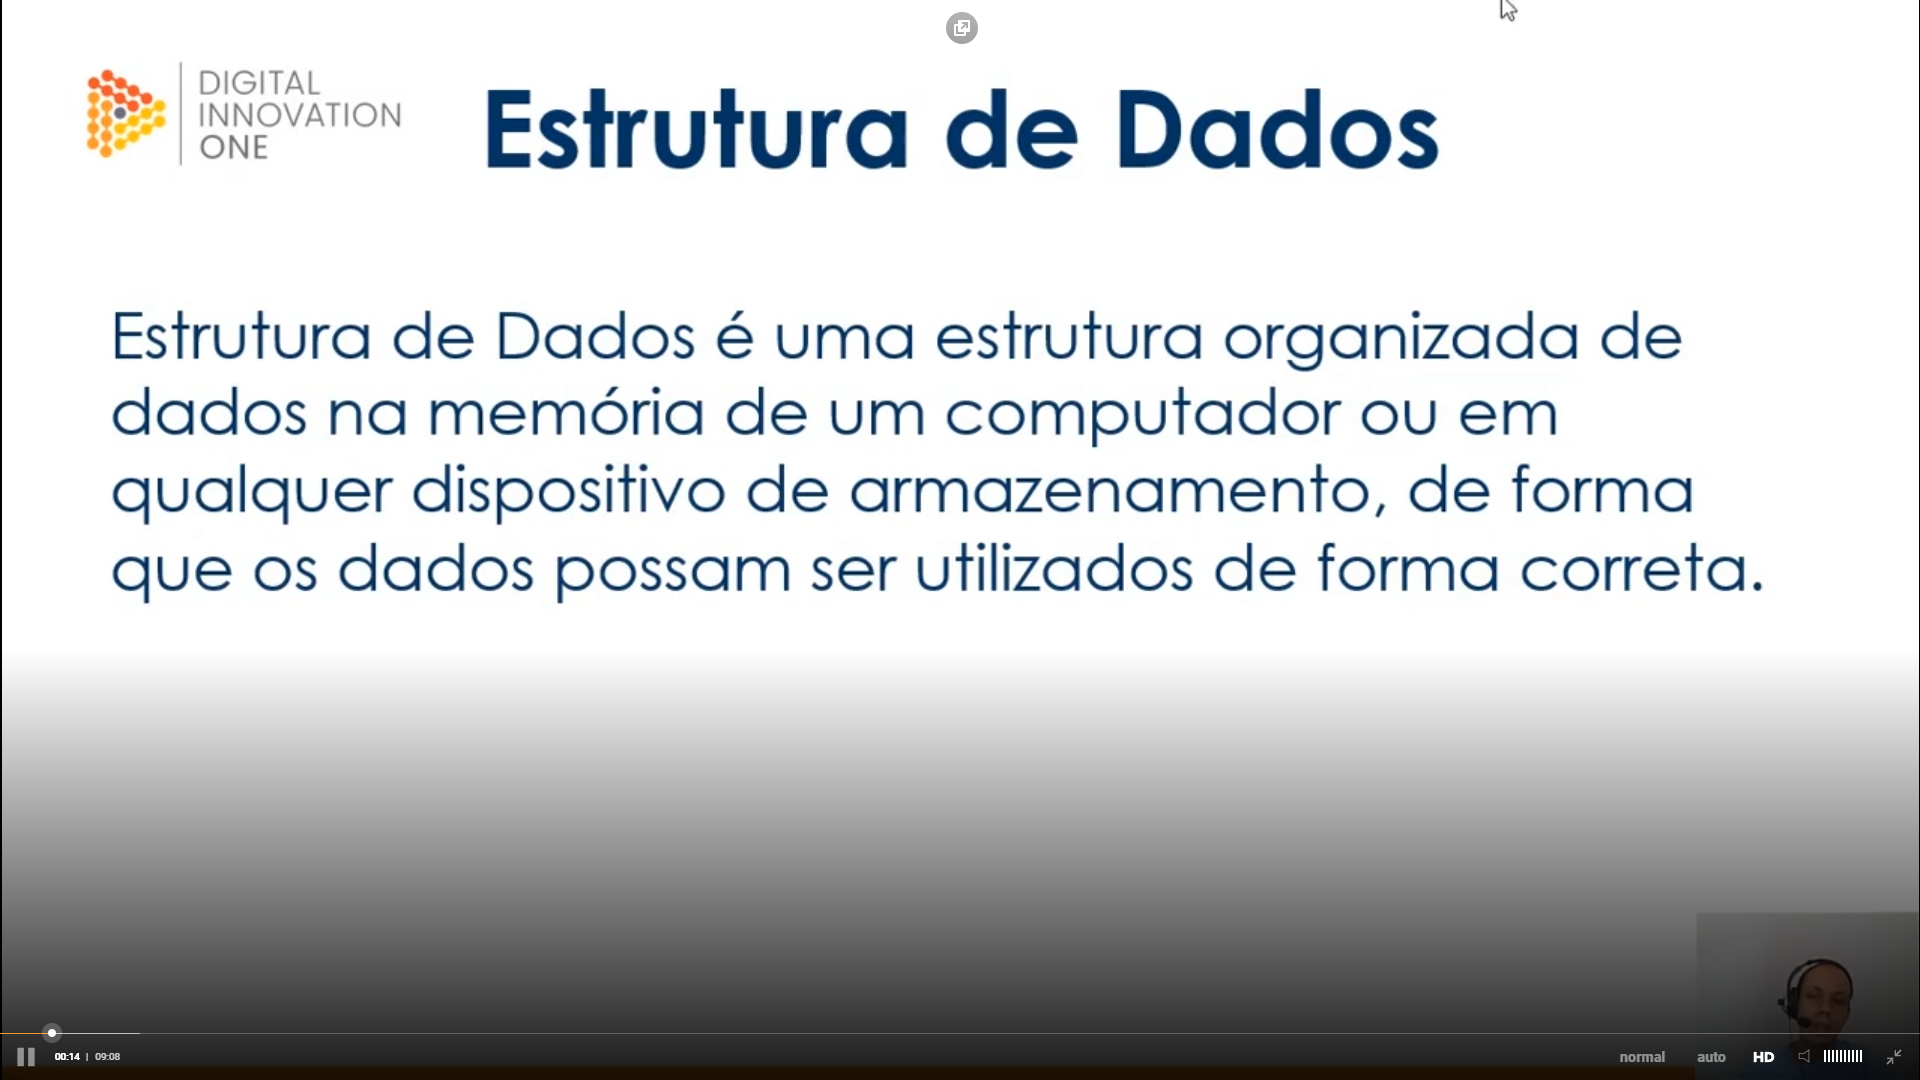 DIGITAL
INNOVATION
ONE
Estrutura de Dados
Estrutura de Dados é uma estrutura organizada de
dados na memória de um computador ou em
qualquer dispositivo de armazenamento, de forma
que os dados possam ser utilizados de forma correta.
00:14 | 09:08
normal auto HD